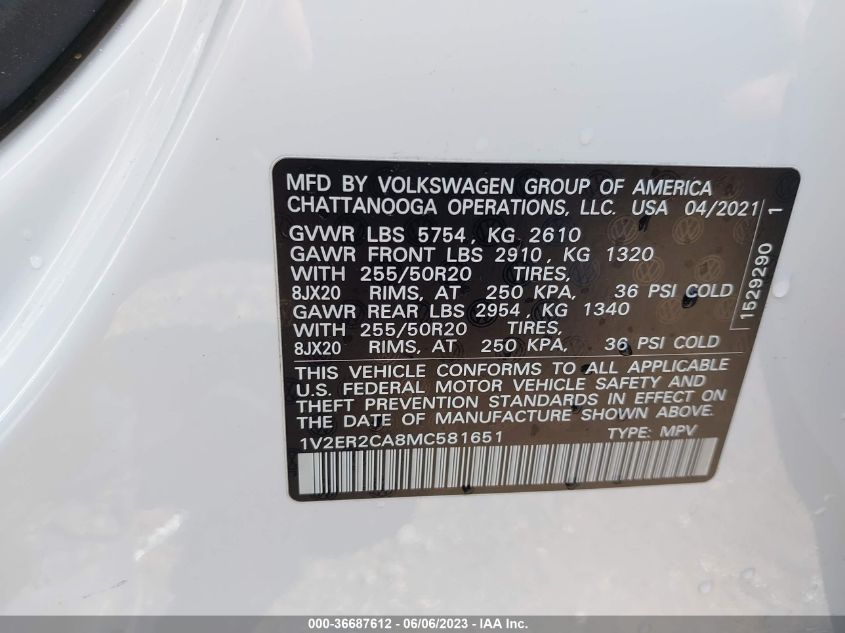 MFD BY VOLKSWAGEN GROUP OF AMERICA
CHATTANOOGA OPERATIONS, LLC. USA 04/2021
GVWR LBS 5754, KG 2610
GAWR FRONT LBS 2910, KG 1320
WITH 255/50R20 TIRES,
8JX20 RIMS, AT 250 KPA, 36 PSI COLD
GAWR REAR LBS 2954, KG 1340
WITH 255/50R20 TIRES,
8JX20 RIMS, AT 250 KPA, 36 PSI COLD
THIS VEHICLE CONFORMS TO ALL APPLICABLE
U.S. FEDERAL MOTOR VEHICLE SAFETY AND
THEFT PREVENTION STANDARDS IN EFFECT ON
THE DATE OF MANUFACTURE SHOWN ABOVE.
1V2ER2CA8MC581651 TYPE: MPV
1529290 1
000-36687612 - 06/06/2023 - IAA Inc.